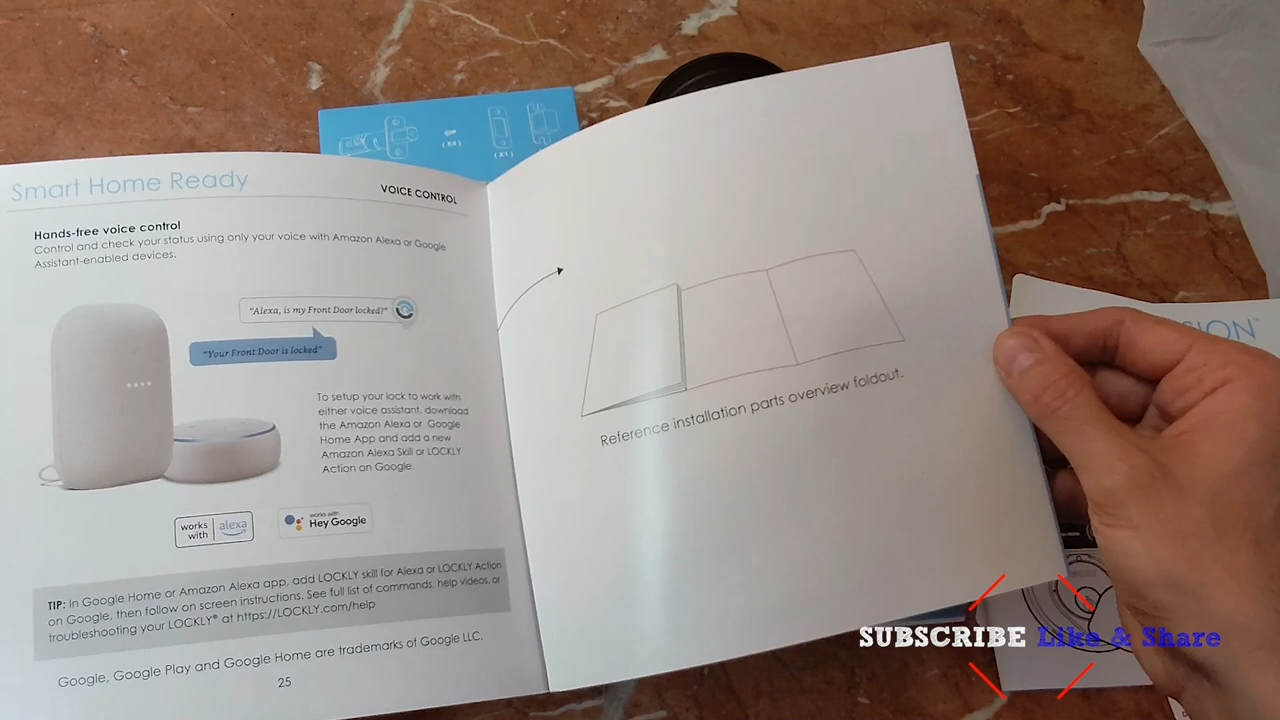 (X4)
(X1)
Smart Home Ready
VOICE CONTROL
Hands-free voice control
Control and check your status using only your voice with Amazon Alexa or Google
Assistant-enabled devices.
"Alexa, is my Front Door locked?"
"Your Front Door is locked"
To setup your lock to work with
either voice assistant, download
the Amazon Alexa or Google
Home App and add a new
Amazon Alexa Skill or LOCKLY
Action on Google.
works with | alexa
works with
Hey Google
TIP: In Google Home or Amazon Alexa app, add LOCKLY skill for Alexa or LOCKLY Action
on Google, then follow on screen instructions. See full list of commands, help videos, or
troubleshooting your LOCKLY® at https://LOCKLY.com/help
Google, Google Play and Google Home are trademarks of Google LLC.
25
Reference installation parts overview foldout.
SION™
SUBSCRIBE Like & Share